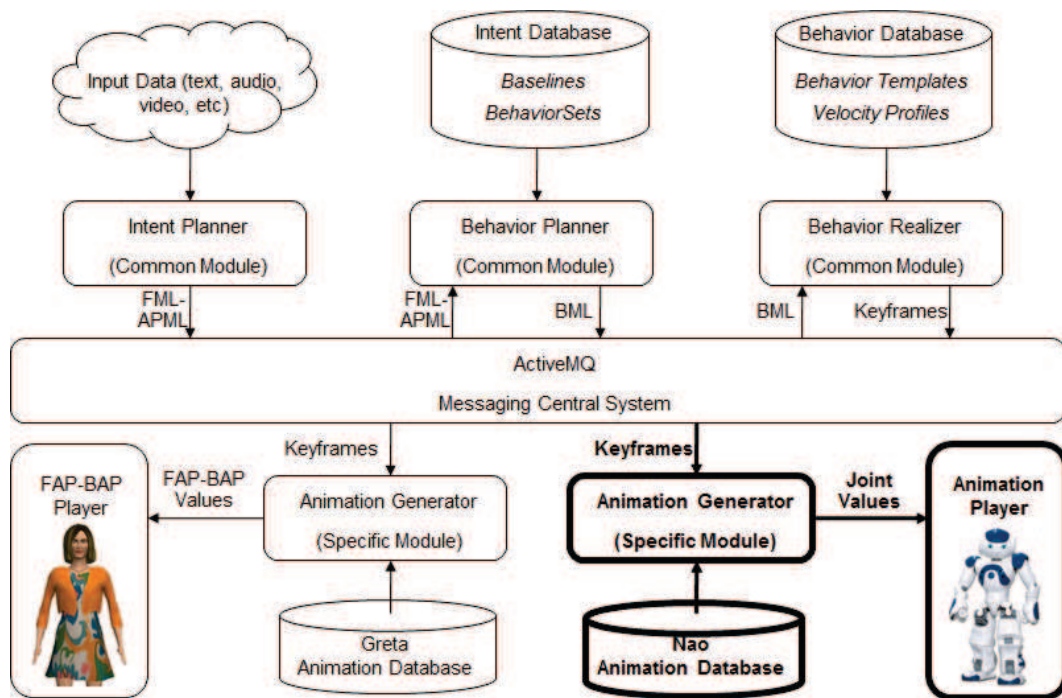 Input Data (text, audio,
video, etc)
Intent Database
Baselines
BehaviorSets
Behavior Database
Behavior Templates
Velocity Profiles
Intent Planner
(Common Module)
Behavior Planner
(Common Module)
Behavior Realizer
(Common Module)
FML-
APML
FML-
APML
BML
BML
Keyframes
ActiveMQ
Messaging Central System
Keyframes
Keyframes
FAP-BAP
Player
FAP-BAP
Values
Animation Generator
(Specific Module)
Animation Generator
(Specific Module)
Joint
Values
Animation
Player
Greta
Animation Database
Nao
Animation Database